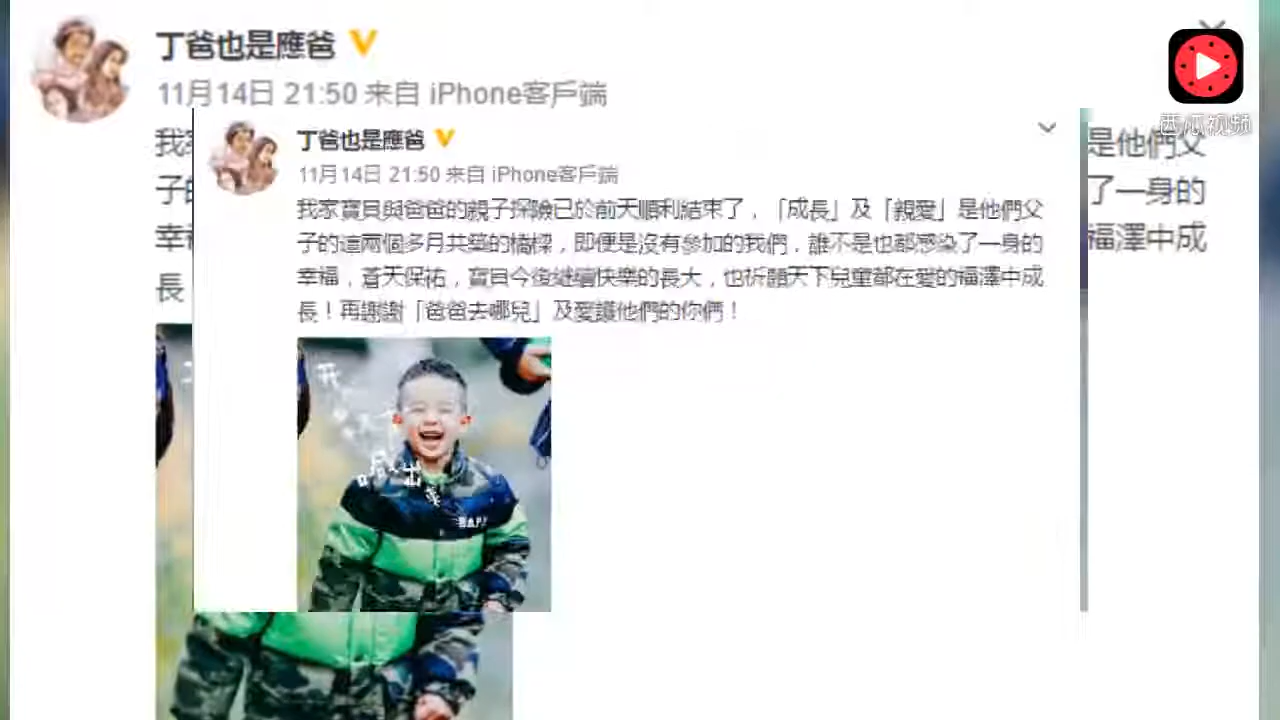 丁爸也是應爸
11月14日 21:50 来自 iPhone客戶端
西瓜视频
丁爸也是應爸
11月14日 21:50 来自 iPhone客戶端
我家寶貝與爸爸的親子探險已於前天順利結束了，「成長」及「親愛」是他們父
子的這兩個多月共築的橋樑，即便是沒有參加的我們，誰不是也都感染了一身的
幸福，蒼天保祐，寶貝今後繼續快樂的長大，也祈願天下兒童都在愛的福澤中成
長！再謝謝「爸爸去哪兒」及愛護他們的你們！
我
是他們父
子
了一身的
幸
福澤中成
長